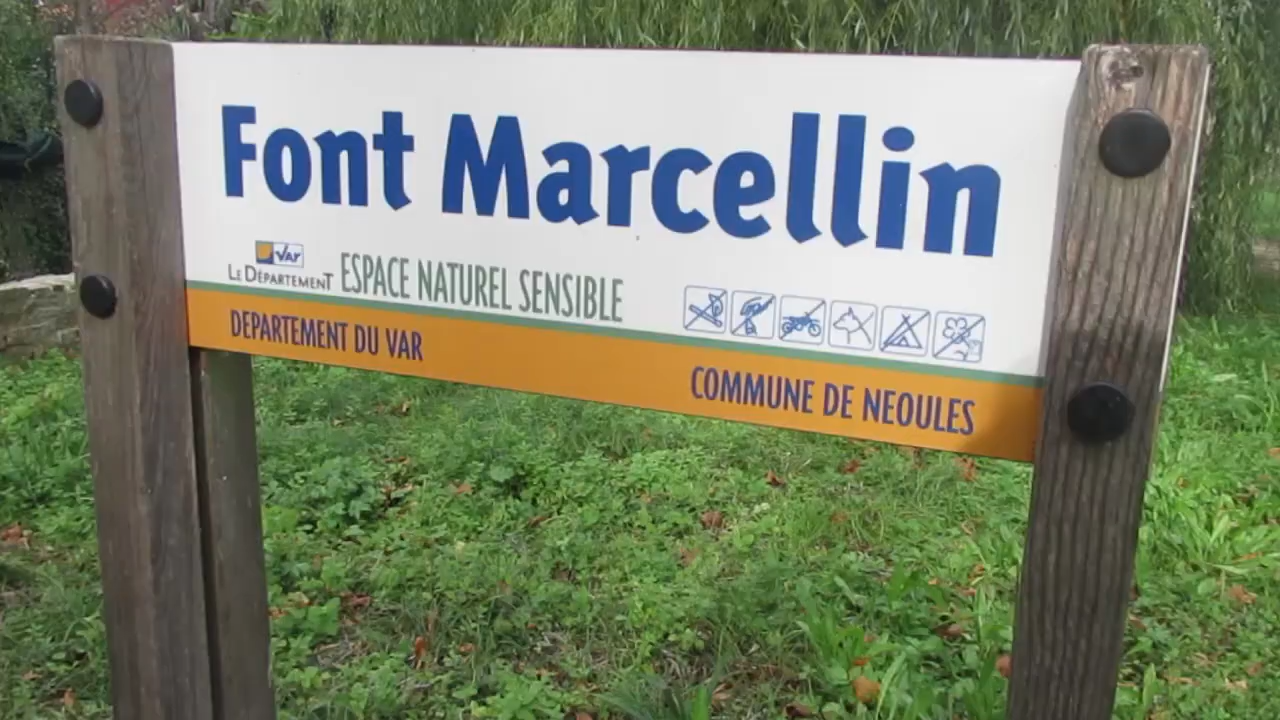 Font Marcellin
Var
Le Département ESPACE NATUREL SENSIBLE
DEPARTEMENT DU VAR
COMMUNE DE NEOULES